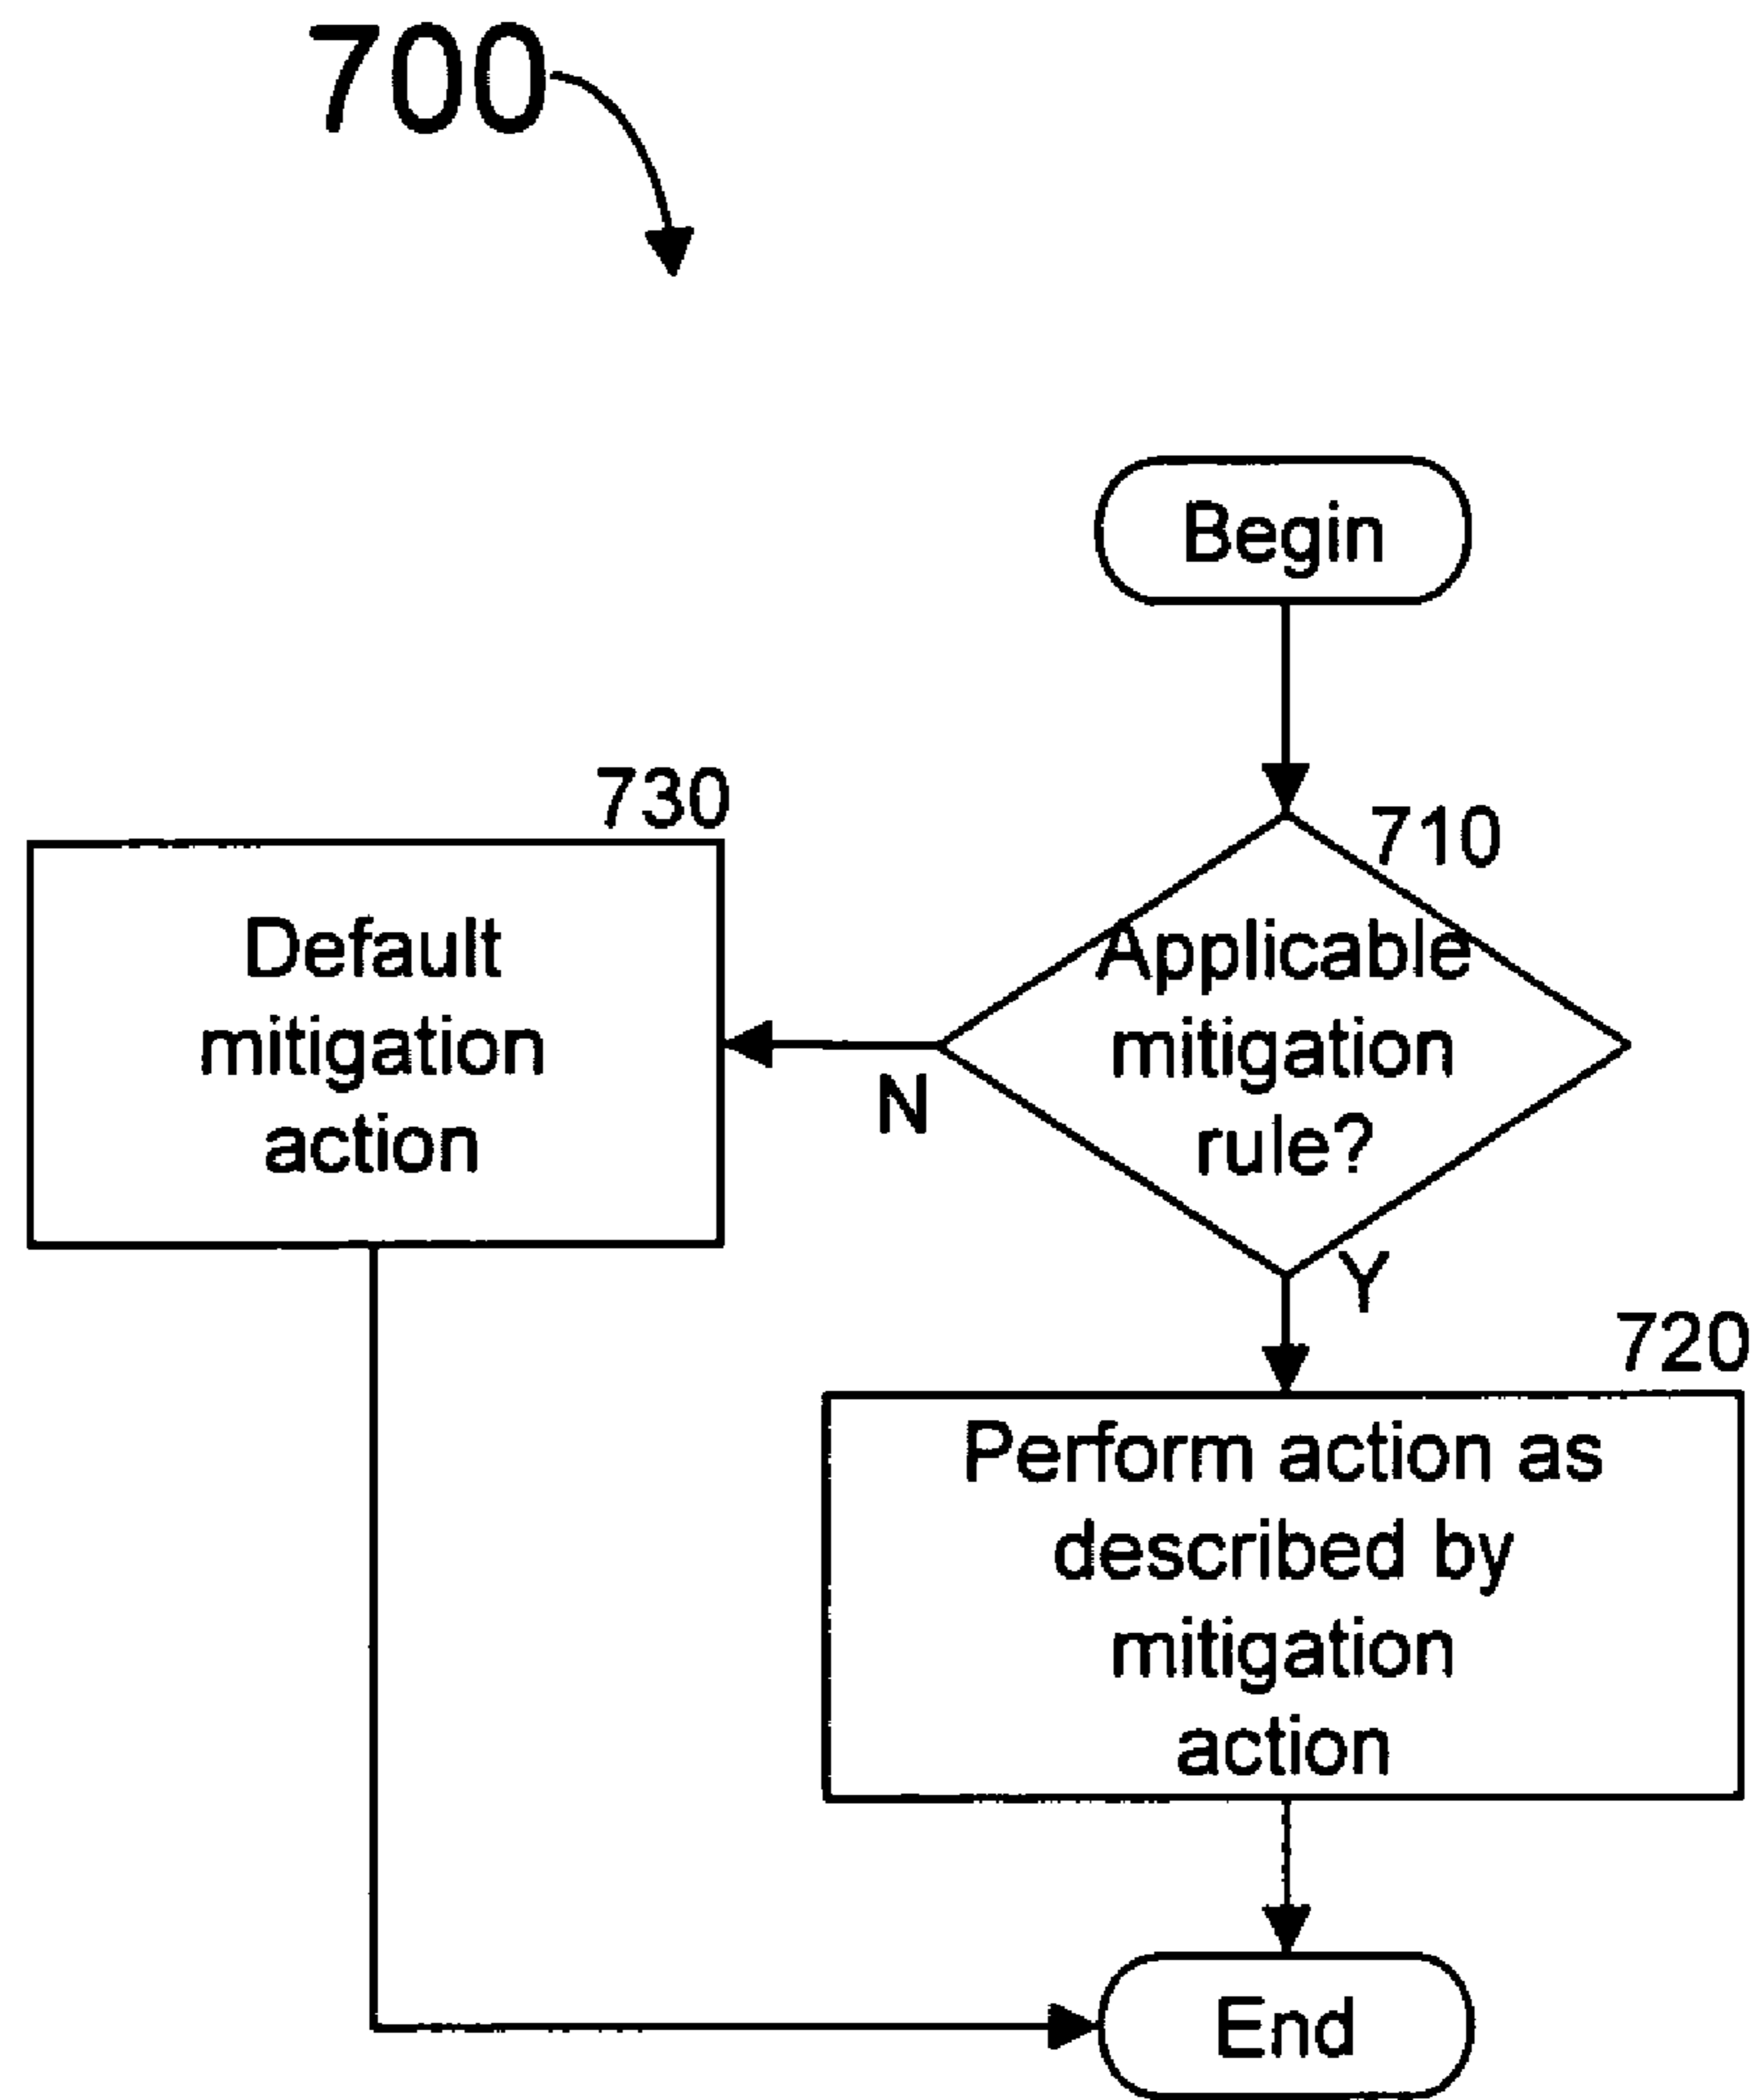 700
Begin
730
710
Default
mitigation
action
Applicable
mitigation
rule?
N
Y
720
Perform action as
described by
mitigation
action
End